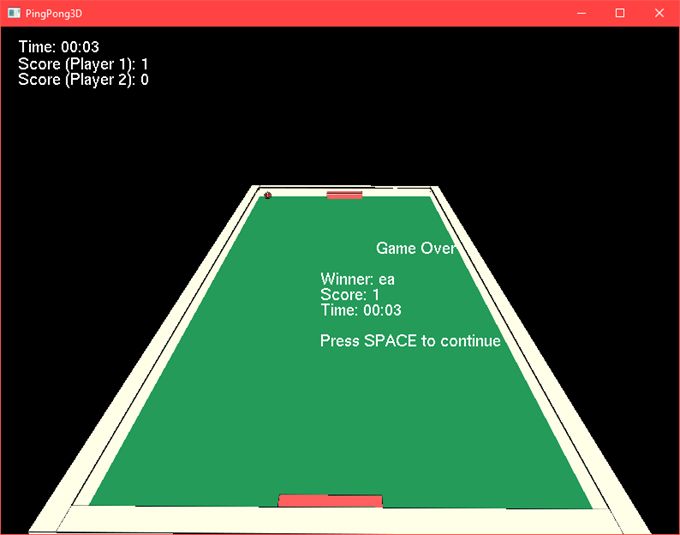 PingPong3D
Time: 00:03
Score (Player 1): 1
Score (Player 2): 0
Game Over
Winner: ea
Score: 1
Time: 00:03
Press SPACE to continue